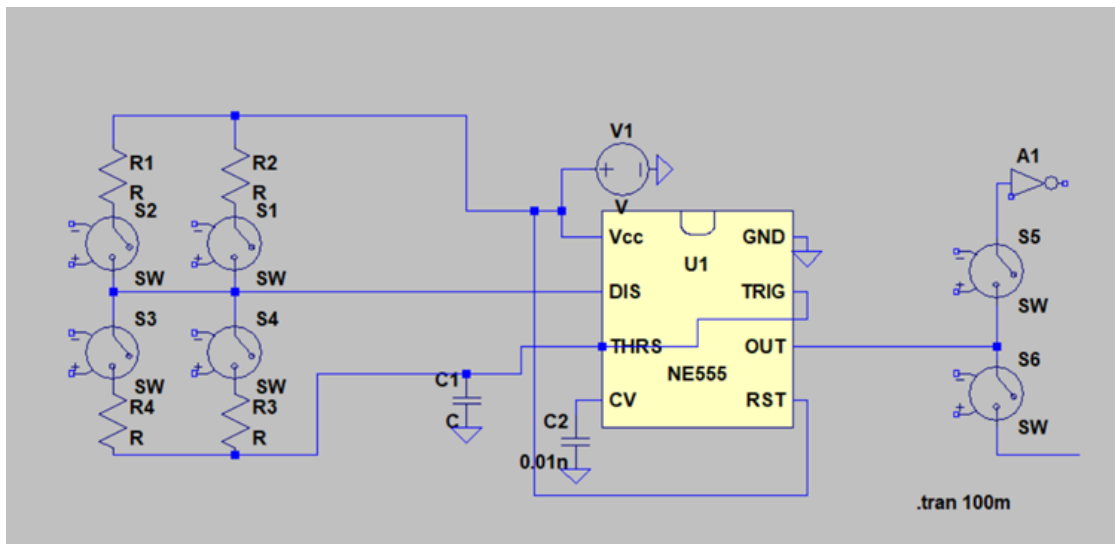 V1
A1
R1
R2
R
R
S2
S1
V
Vcc
GND
S5
U1
SW
SW
DIS
TRIG
SW
S3
S4
THRS
OUT
S6
NE555
C1
SW
SW
R4
R3
C
CV
RST
C2
SW
R
R
0.01n
.tran 100m